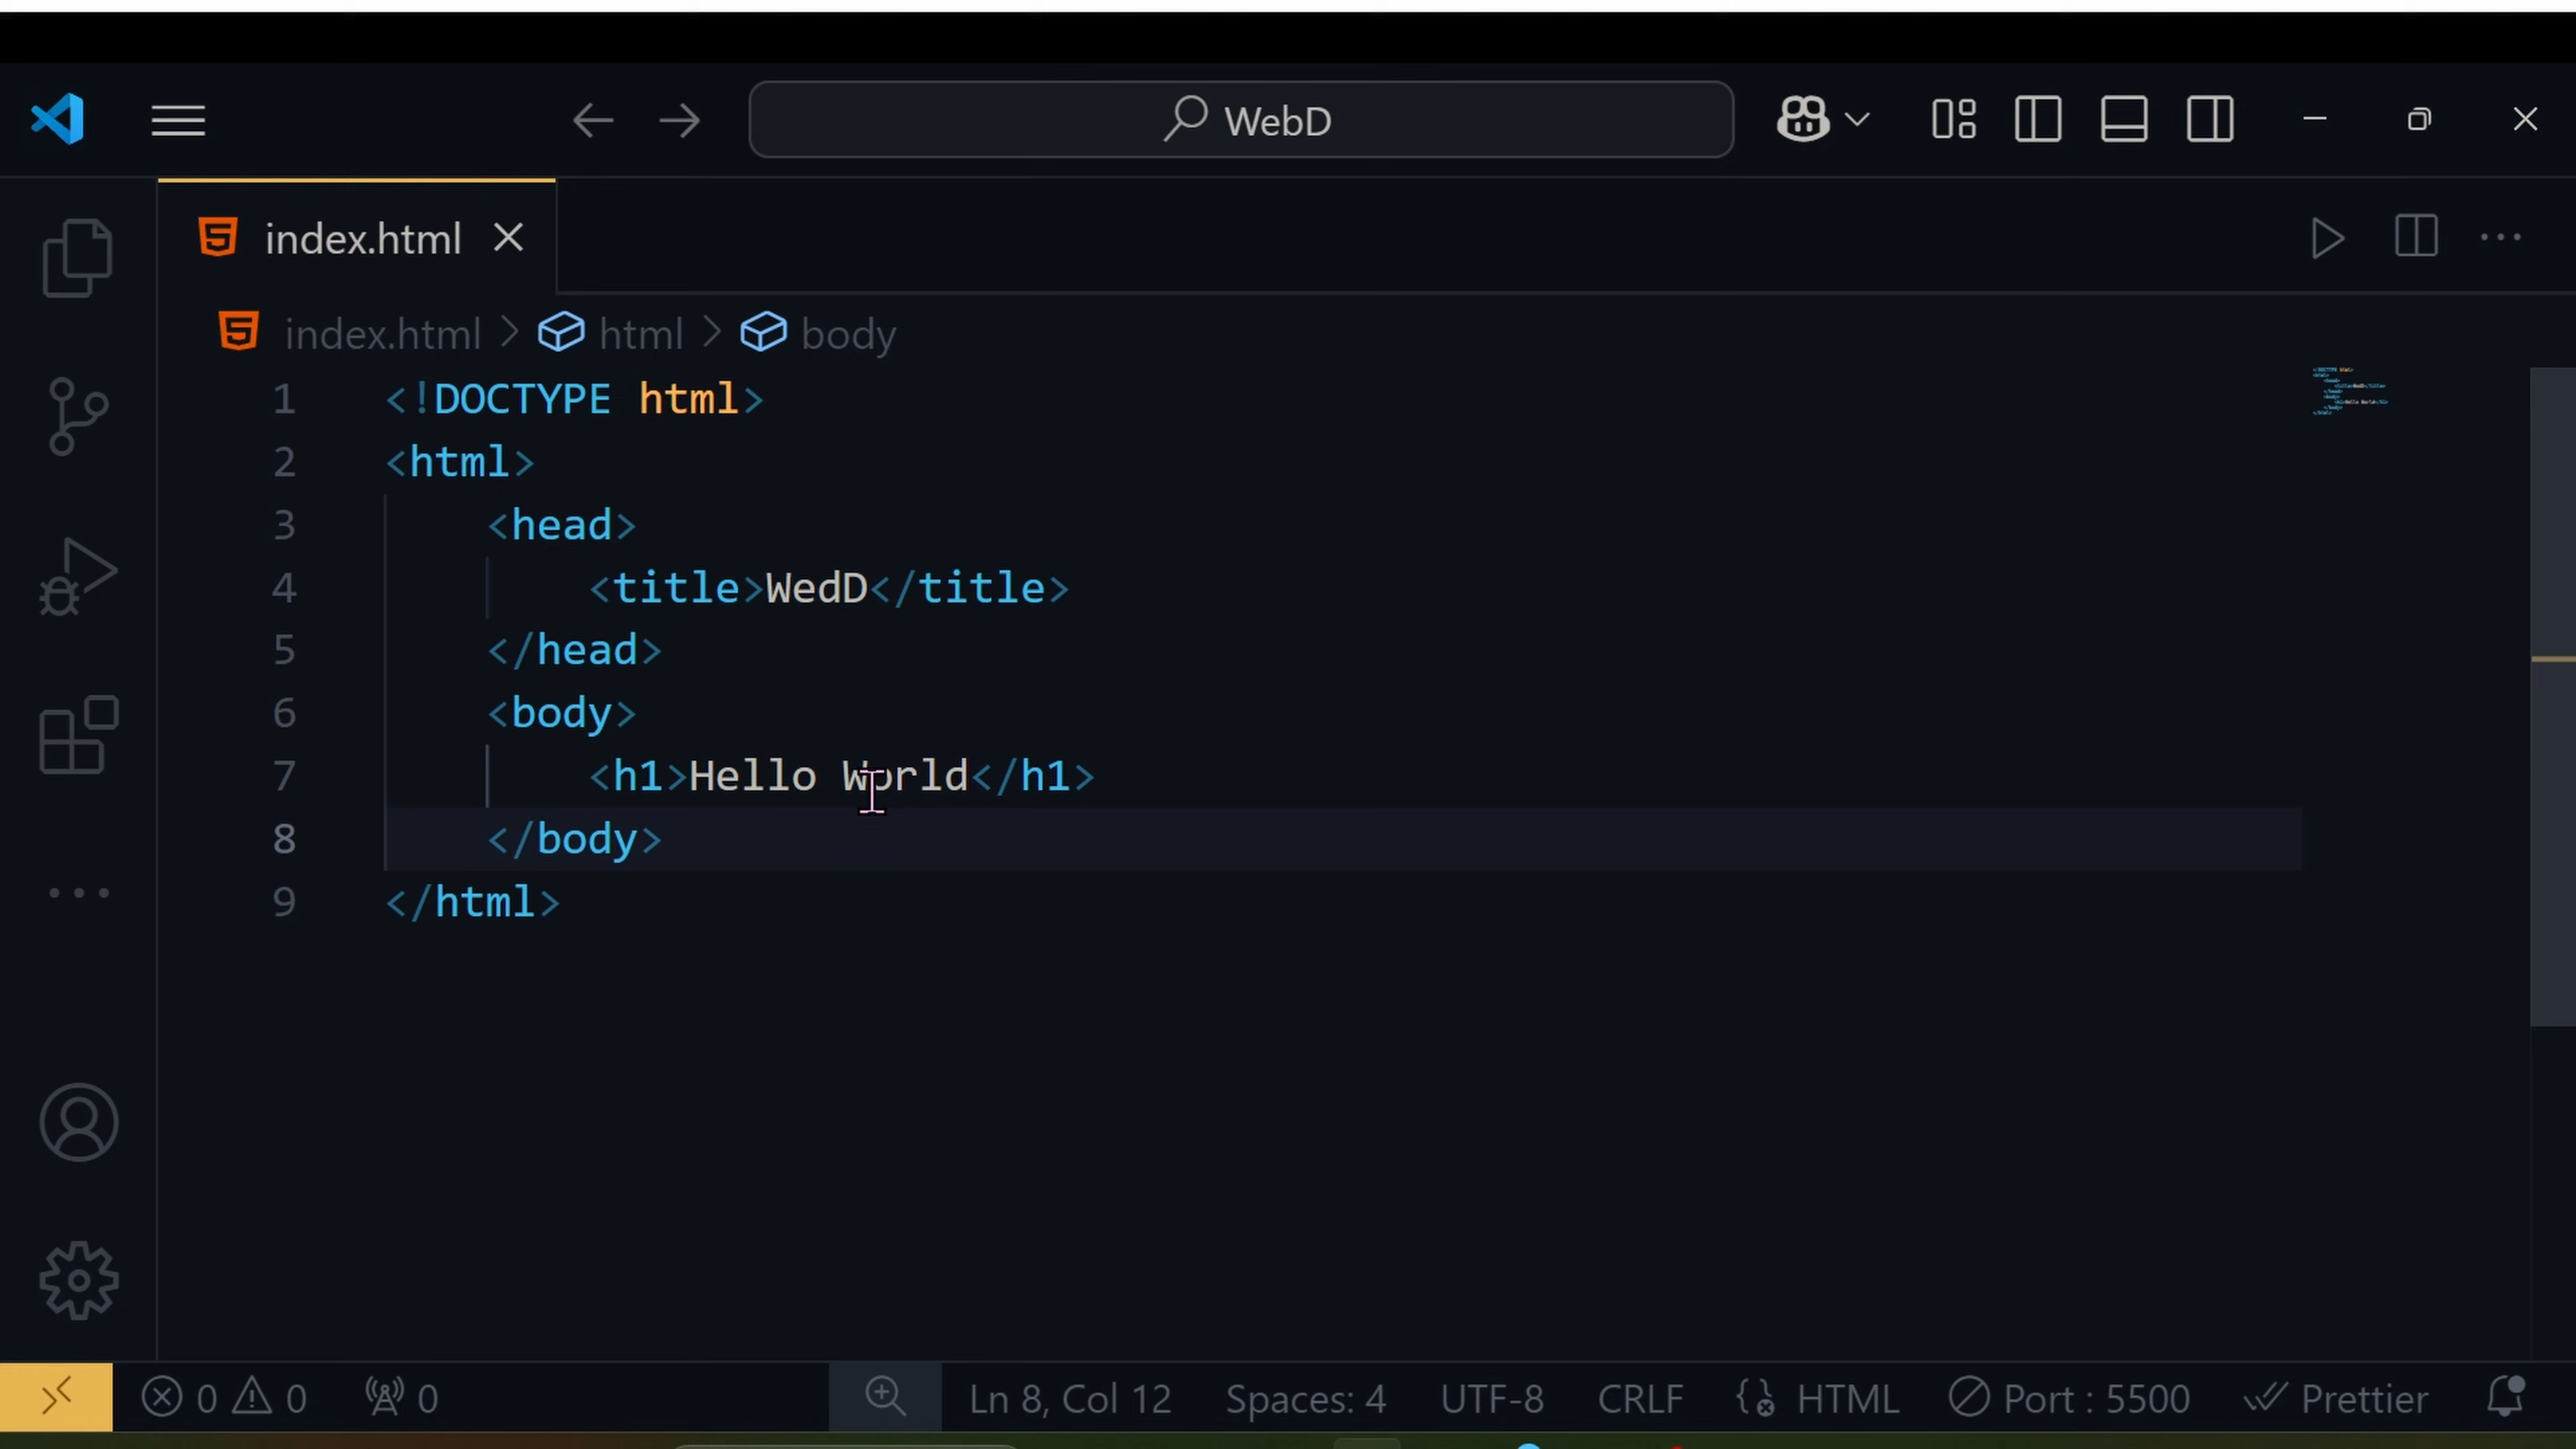 WebD
index.html
index.html > html > body
1 <!DOCTYPE html>
2 <html>
3 <head>
4 <title>WedD</title>
5 </head>
6 <body>
7 <h1>Hello World</h1>
8 </body>
9 </html>
0 0 0 Ln 8, Col 12 Spaces: 4 UTF-8 CRLF HTML Port : 5500 Prettier